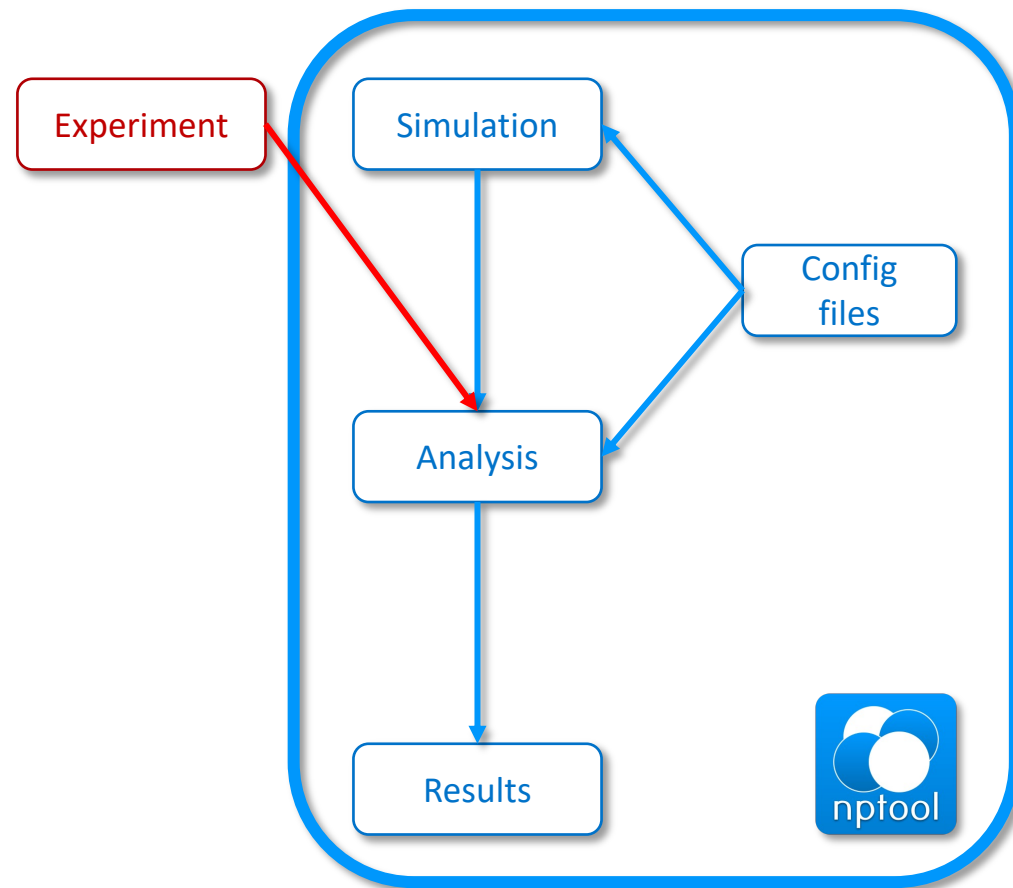 Experiment
Simulation
Config
files
Analysis
Results
nptool